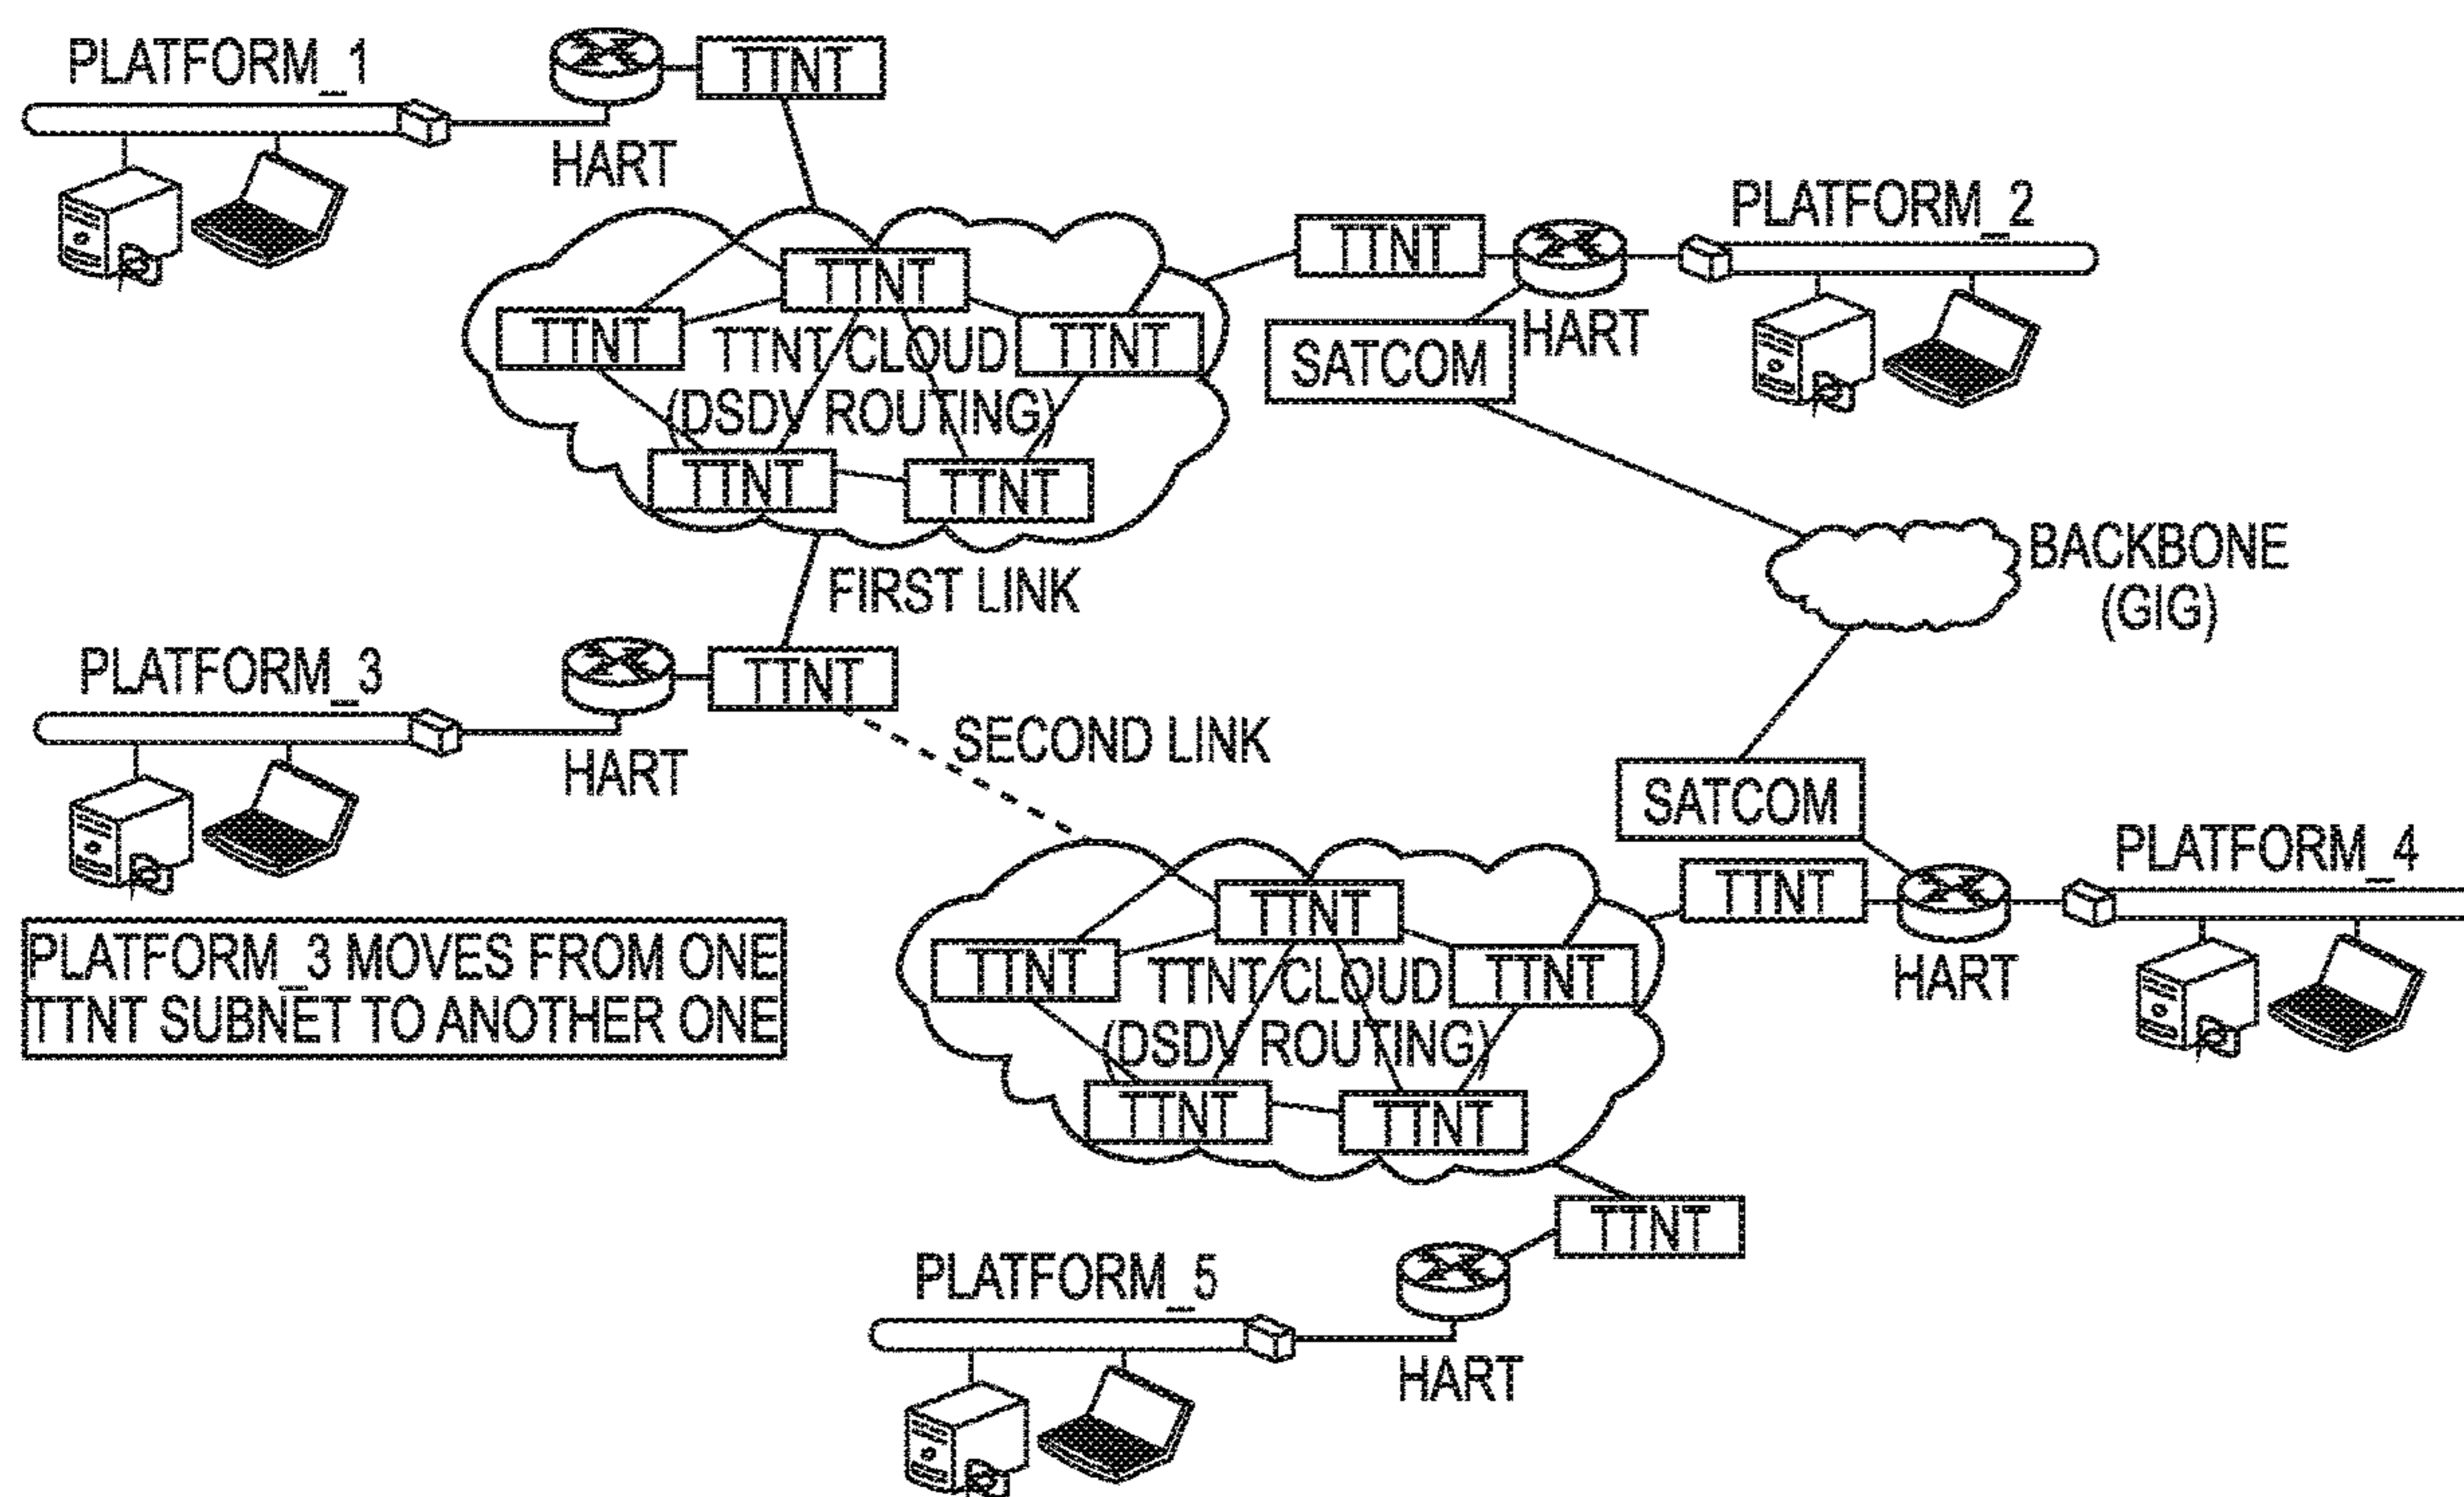 PLATFORM_1
TTNT
HART
PLATFORM_2
TTNT
HART
SATCOM
TTNT
TTNT
TTNT
TTNT CLOUD
(DSDV ROUTING)
TTNT
TTNT
BACKBONE
(GIG)
FIRST LINK
PLATFORM_3
TTNT
HART
SECOND LINK
PLATFORM_3 MOVES FROM ONE
TTNT SUBNET TO ANOTHER ONE
SATCOM
PLATFORM_4
TTNT
HART
TTNT
TTNT
TTNT
TTNT CLOUD
(DSDV ROUTING)
TTNT
TTNT
TTNT
PLATFORM_5
HART